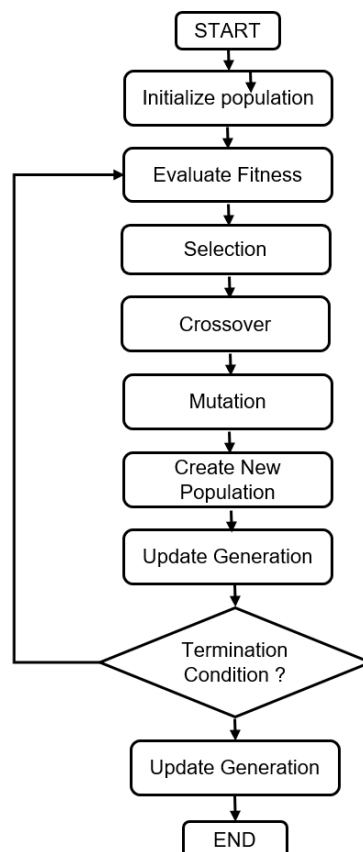 START
Initialize population
Evaluate Fitness
Selection
Crossover
Mutation
Create New
Population
Update Generation
Termination
Condition ?
Update Generation
END